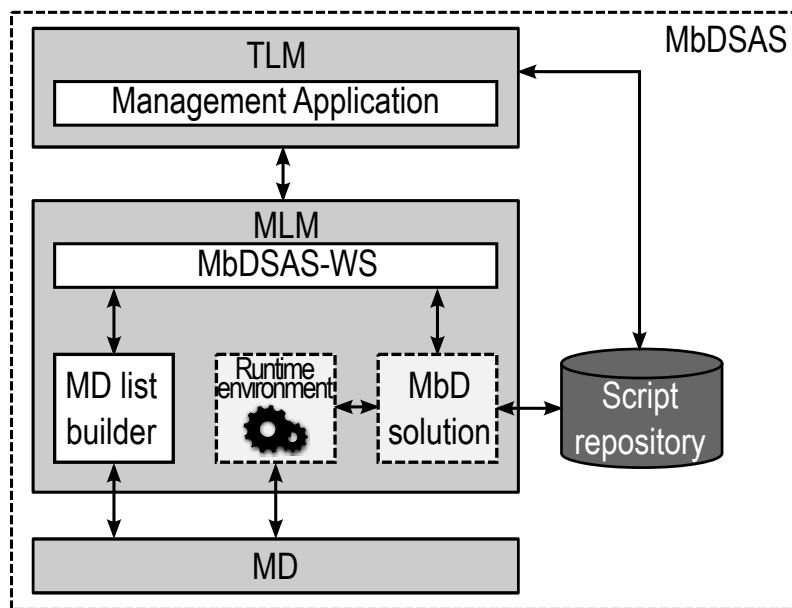 MbDSAS
TLM
Management Application
MLM
MbDSAS-WS
MD list
builder
Runtime
environment
MbD
solution
Script
repository
MD